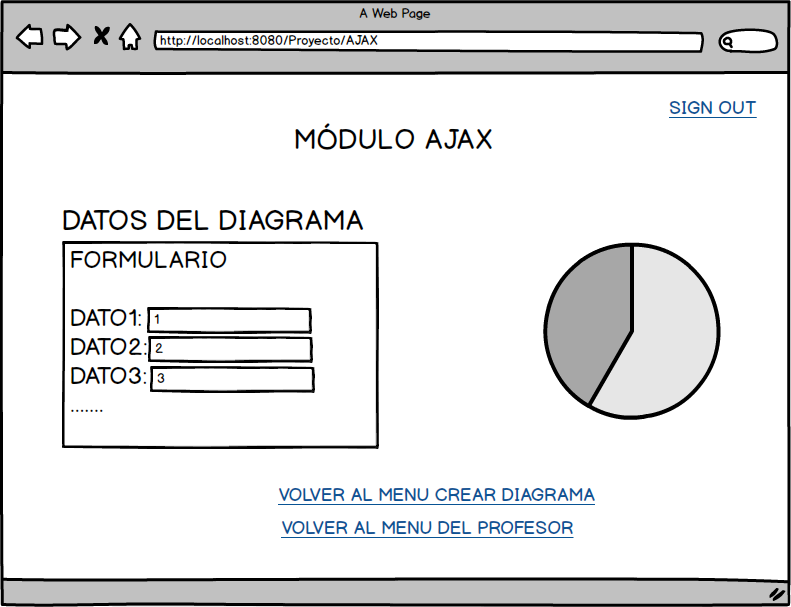 A Web Page
http://localhost:8080/Proyecto/AJAX
SIGN OUT
MÓDULO AJAX
DATOS DEL DIAGRAMA
FORMULARIO
DATO1: 1
DATO2: 2
DATO3: 3
.......
VOLVER AL MENU CREAR DIAGRAMA
VOLVER AL MENU DEL PROFESOR